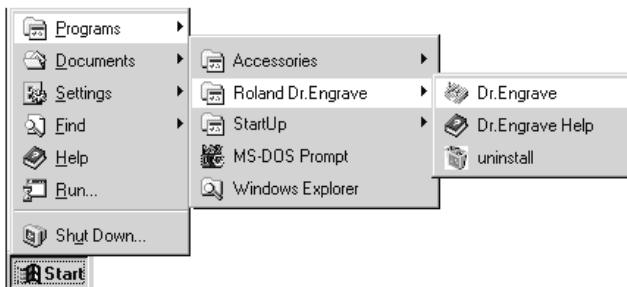 Programs
Documents
Settings
Find
Help
Run...
Shut Down...
Start
Accessories
Roland Dr.Engrave
StartUp
MS-DOS Prompt
Windows Explorer
Dr.Engrave
Dr.Engrave Help
uninstall